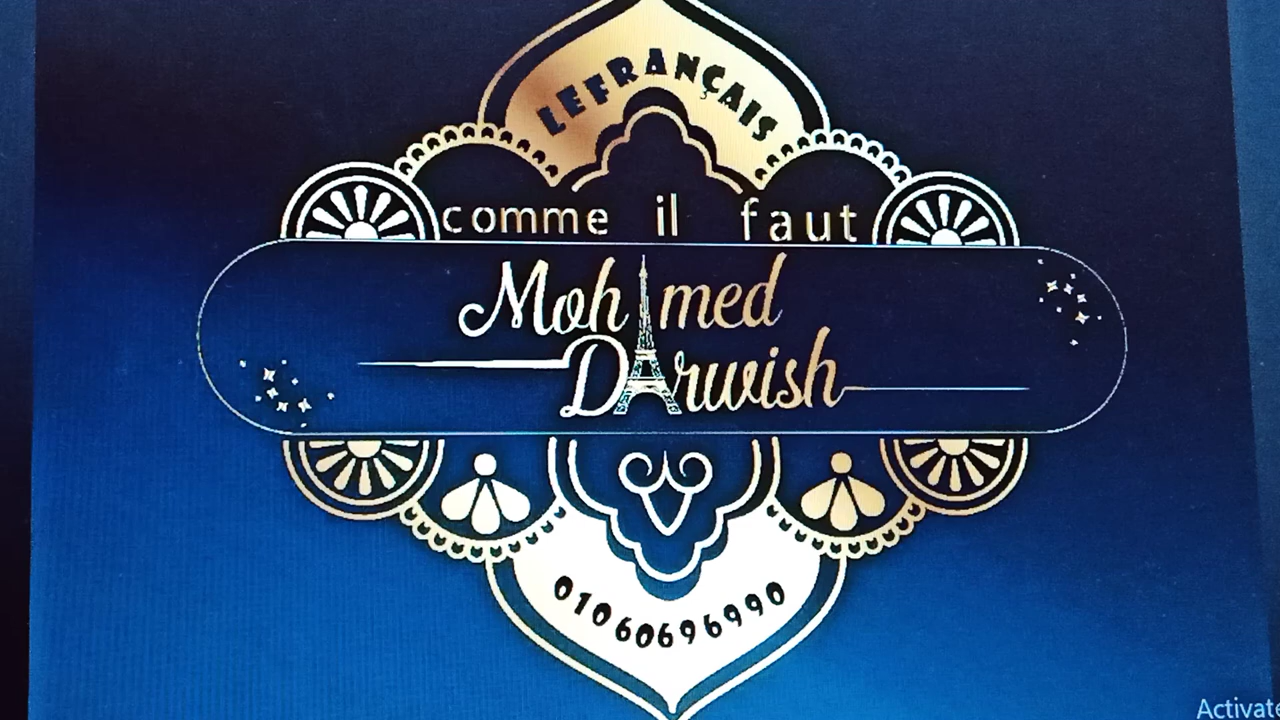 LEFRANÇAIS
comme il faut
Mohamed
Darwish
01060696990
Activate